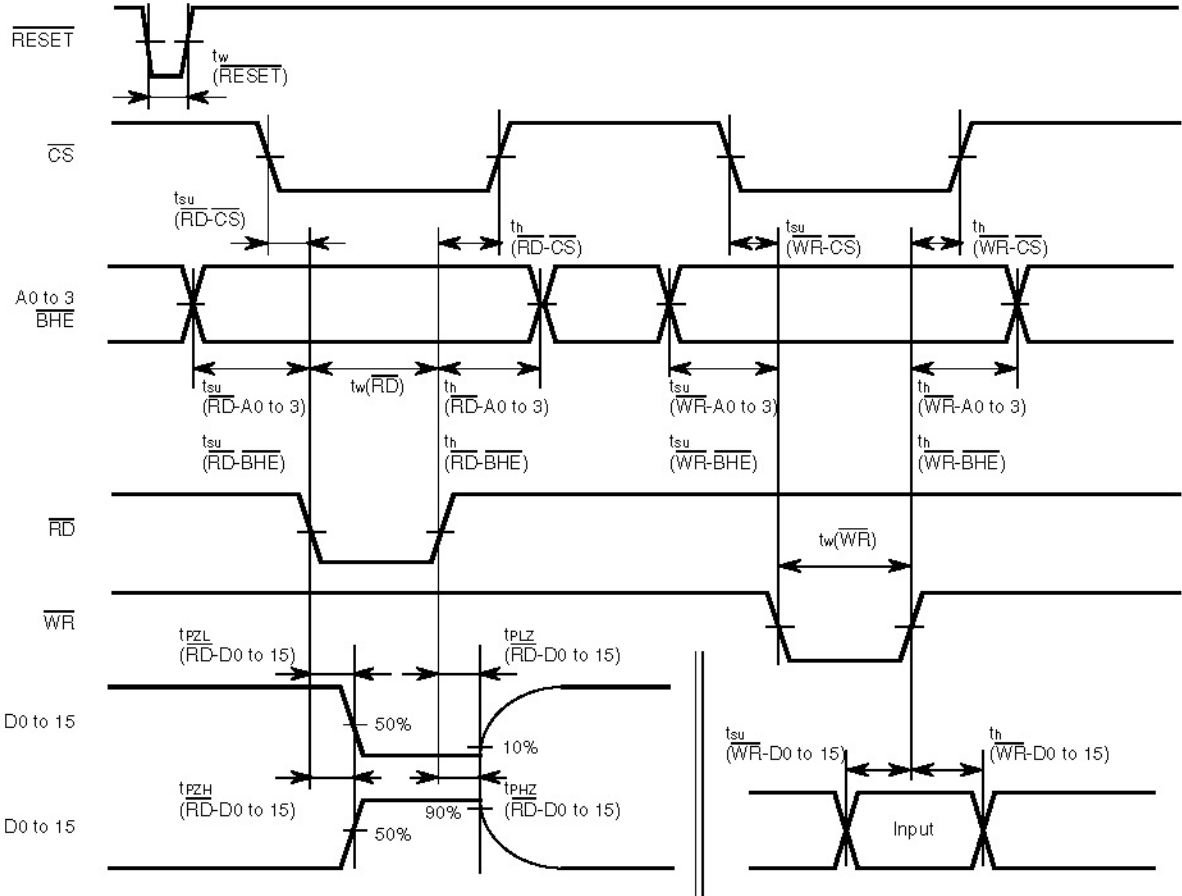 RESET
tw
(RESET)
CS
tsu
(RD-CS)
th
(RD-CS)
tsu
(WR-CS)
th
(WR-CS)
A0 to 3
BHE
tsu
(RD-A0 to 3)
tw(RD)
th
(RD-A0 to 3)
tsu
(WR-A0 to 3)
th
(WR-A0 to 3)
tsu
(RD-BHE)
th
(RD-BHE)
tsu
(WR-BHE)
th
(WR-BHE)
RD
tw(WR)
WR
tPZL
(RD-D0 to 15)
tPLZ
(RD-D0 to 15)
D0 to 15
50%
10%
tsu
(WR-D0 to 15)
th
(WR-D0 to 15)
tPZH
(RD-D0 to 15)
tPHZ
(RD-D0 to 15)
90%
D0 to 15
50%
Input